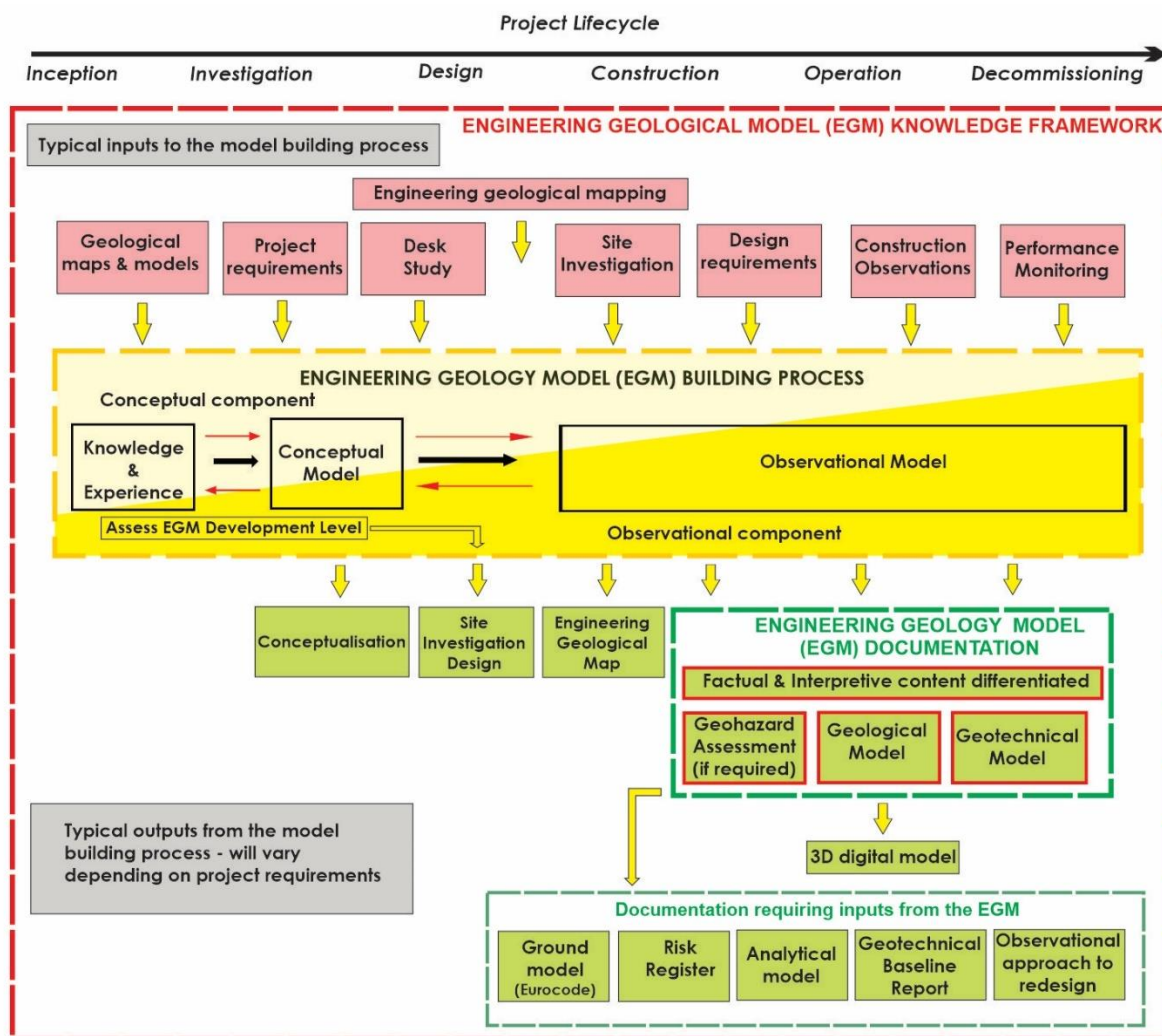 Project Lifecycle
Inception Investigation Design Construction Operation Decommissioning
ENGINEERING GEOLOGICAL MODEL (EGM) KNOWLEDGE FRAMEWORK
Typical inputs to the model building process
Engineering geological mapping
Geological
maps & models
Project
requirements
Desk
Study
Site
Investigation
Design
requirements
Construction
Observations
Performance
Monitoring
ENGINEERING GEOLOGY MODEL (EGM) BUILDING PROCESS
Conceptual component
Knowledge
&
Experience
Conceptual
Model
Observational Model
Assess EGM Development Level
Observational component
Conceptualisation
Site
Investigation
Design
Engineering
Geological
Map
ENGINEERING GEOLOGY MODEL
(EGM) DOCUMENTATION
Factual & Interpretive content differentiated
Geohazard
Assessment
(if required)
Geological
Model
Geotechnical
Model
Typical outputs from the model
building process - will vary
depending on project requirements
3D digital model
Documentation requiring inputs from the EGM
Ground
model
(Eurocode)
Risk
Register
Analytical
model
Geotechnical
Baseline
Report
Observational
approach to
redesign